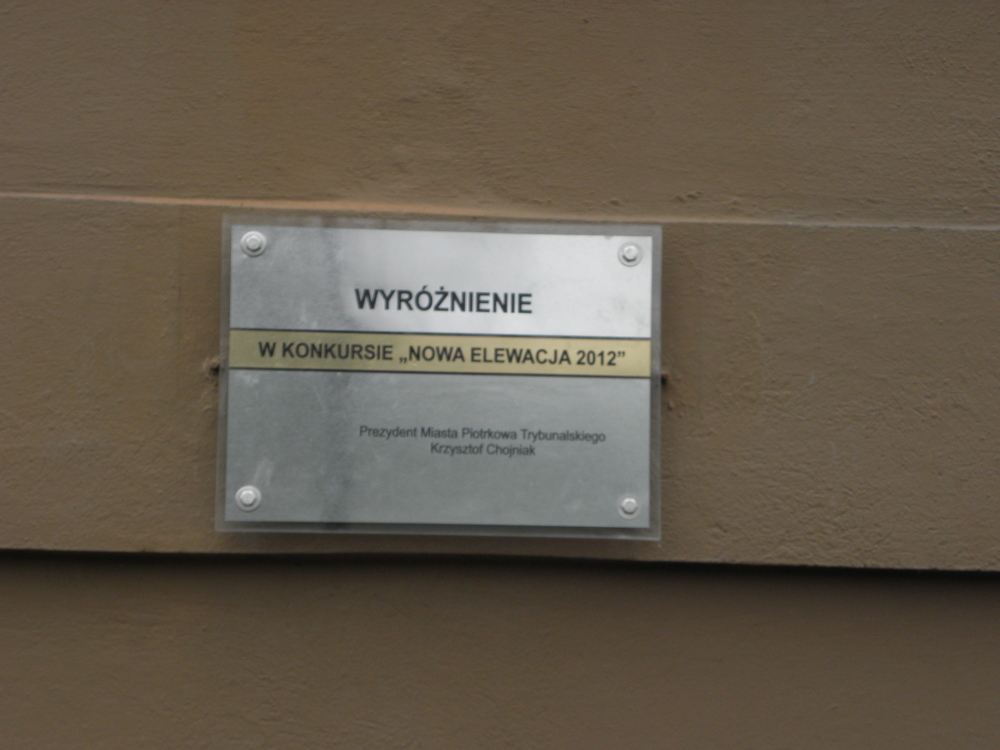 WYRÓŻNIENIE
W KONKURSIE „NOWA ELEWACJA 2012”
Prezydent Miasta Piotrkowa Trybunalskiego
Krzysztof Chojniak